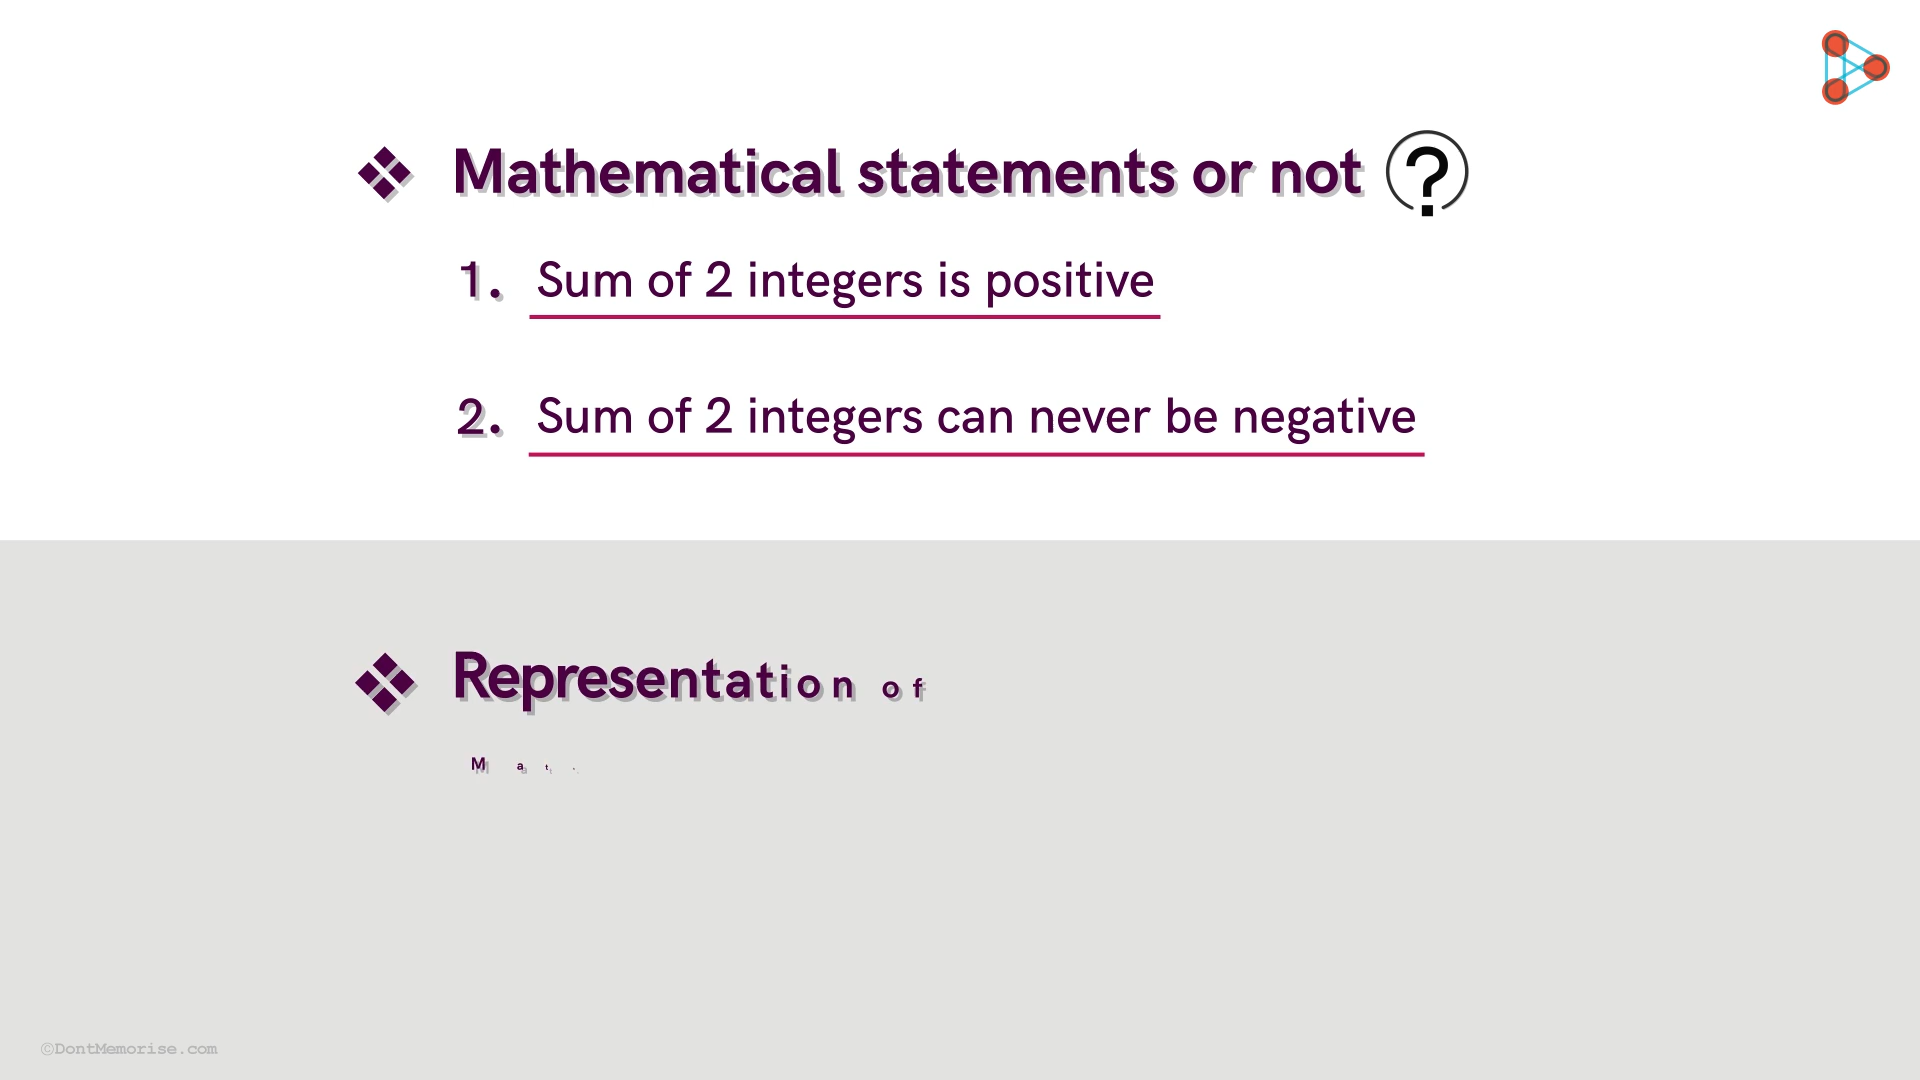 ❖ Mathematical statements or not ?
1. Sum of 2 integers is positive
2. Sum of 2 integers can never be negative
❖ Representation of
Mat
©DontMemorise.com